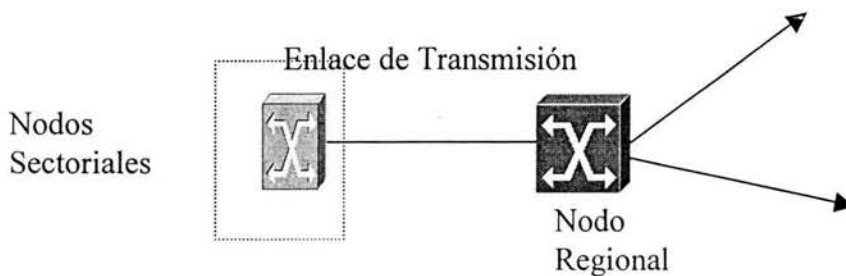 Enlace de Transmisión
Nodos
Sectoriales
Nodo
Regional